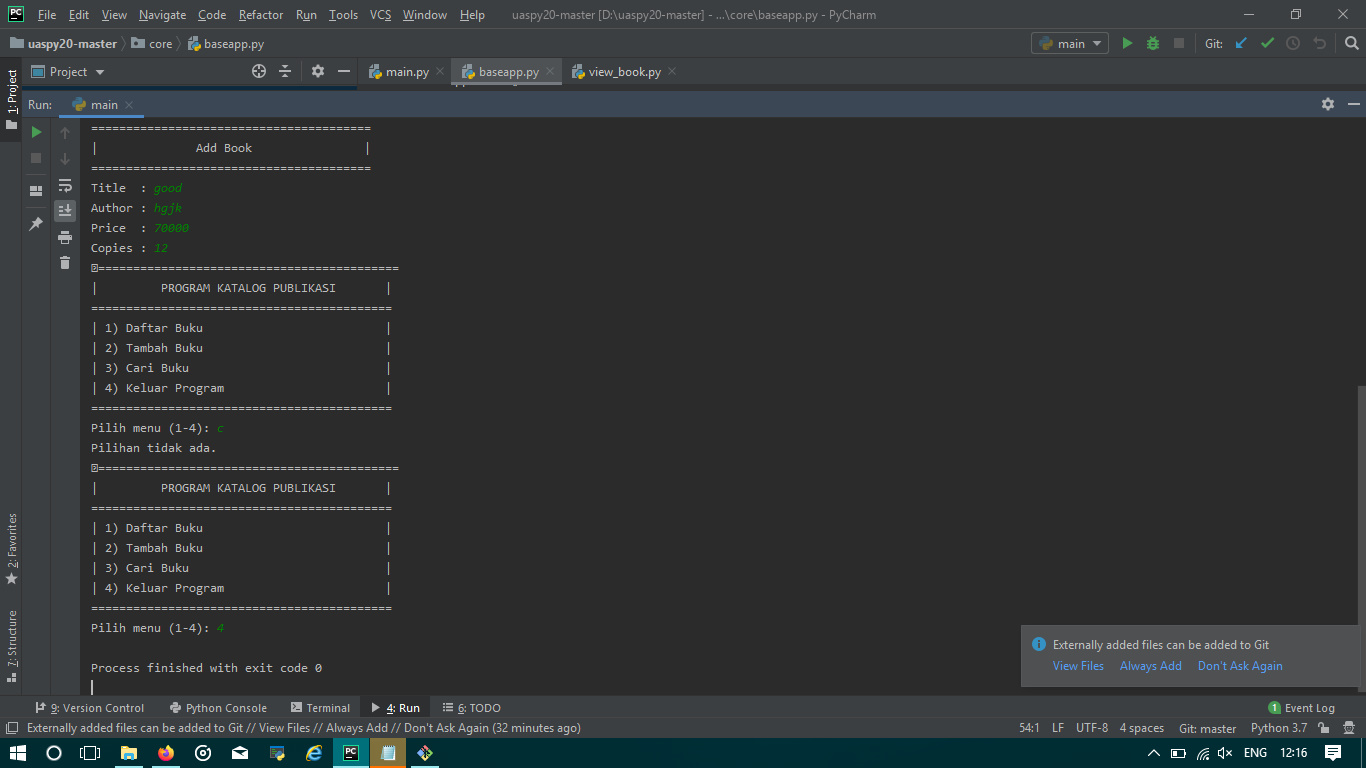 File Edit View Navigate Code Refactor Run Tools VCS Window Help uaspy20-master [D:\uaspy20-master] - ...\core\baseapp.py - PyCharm
uaspy20-master core baseapp.py main Git:
1: Project
Project main.py baseapp.py view_book.py
Run: main
========================================
| Add Book |
========================================
Title : good
Author : hgjk
Price : 70000
Copies : 12
===========================================
| PROGRAM KATALOG PUBLIKASI |
===========================================
| 1) Daftar Buku |
| 2) Tambah Buku |
| 3) Cari Buku |
| 4) Keluar Program |
===========================================
Pilih menu (1-4): c
Pilihan tidak ada.
===========================================
| PROGRAM KATALOG PUBLIKASI |
===========================================
| 1) Daftar Buku |
| 2) Tambah Buku |
| 3) Cari Buku |
| 4) Keluar Program |
===========================================
Pilih menu (1-4): 4
Process finished with exit code 0
2: Favorites
7: Structure
Externally added files can be added to Git
View Files Always Add Don't Ask Again
9: Version Control Python Console Terminal 4: Run 6: TODO 1 Event Log
Externally added files can be added to Git // View Files // Always Add // Don't Ask Again (32 minutes ago) 54:1 LF UTF-8 4 spaces Git: master Python 3.7
PC ENG 12:16